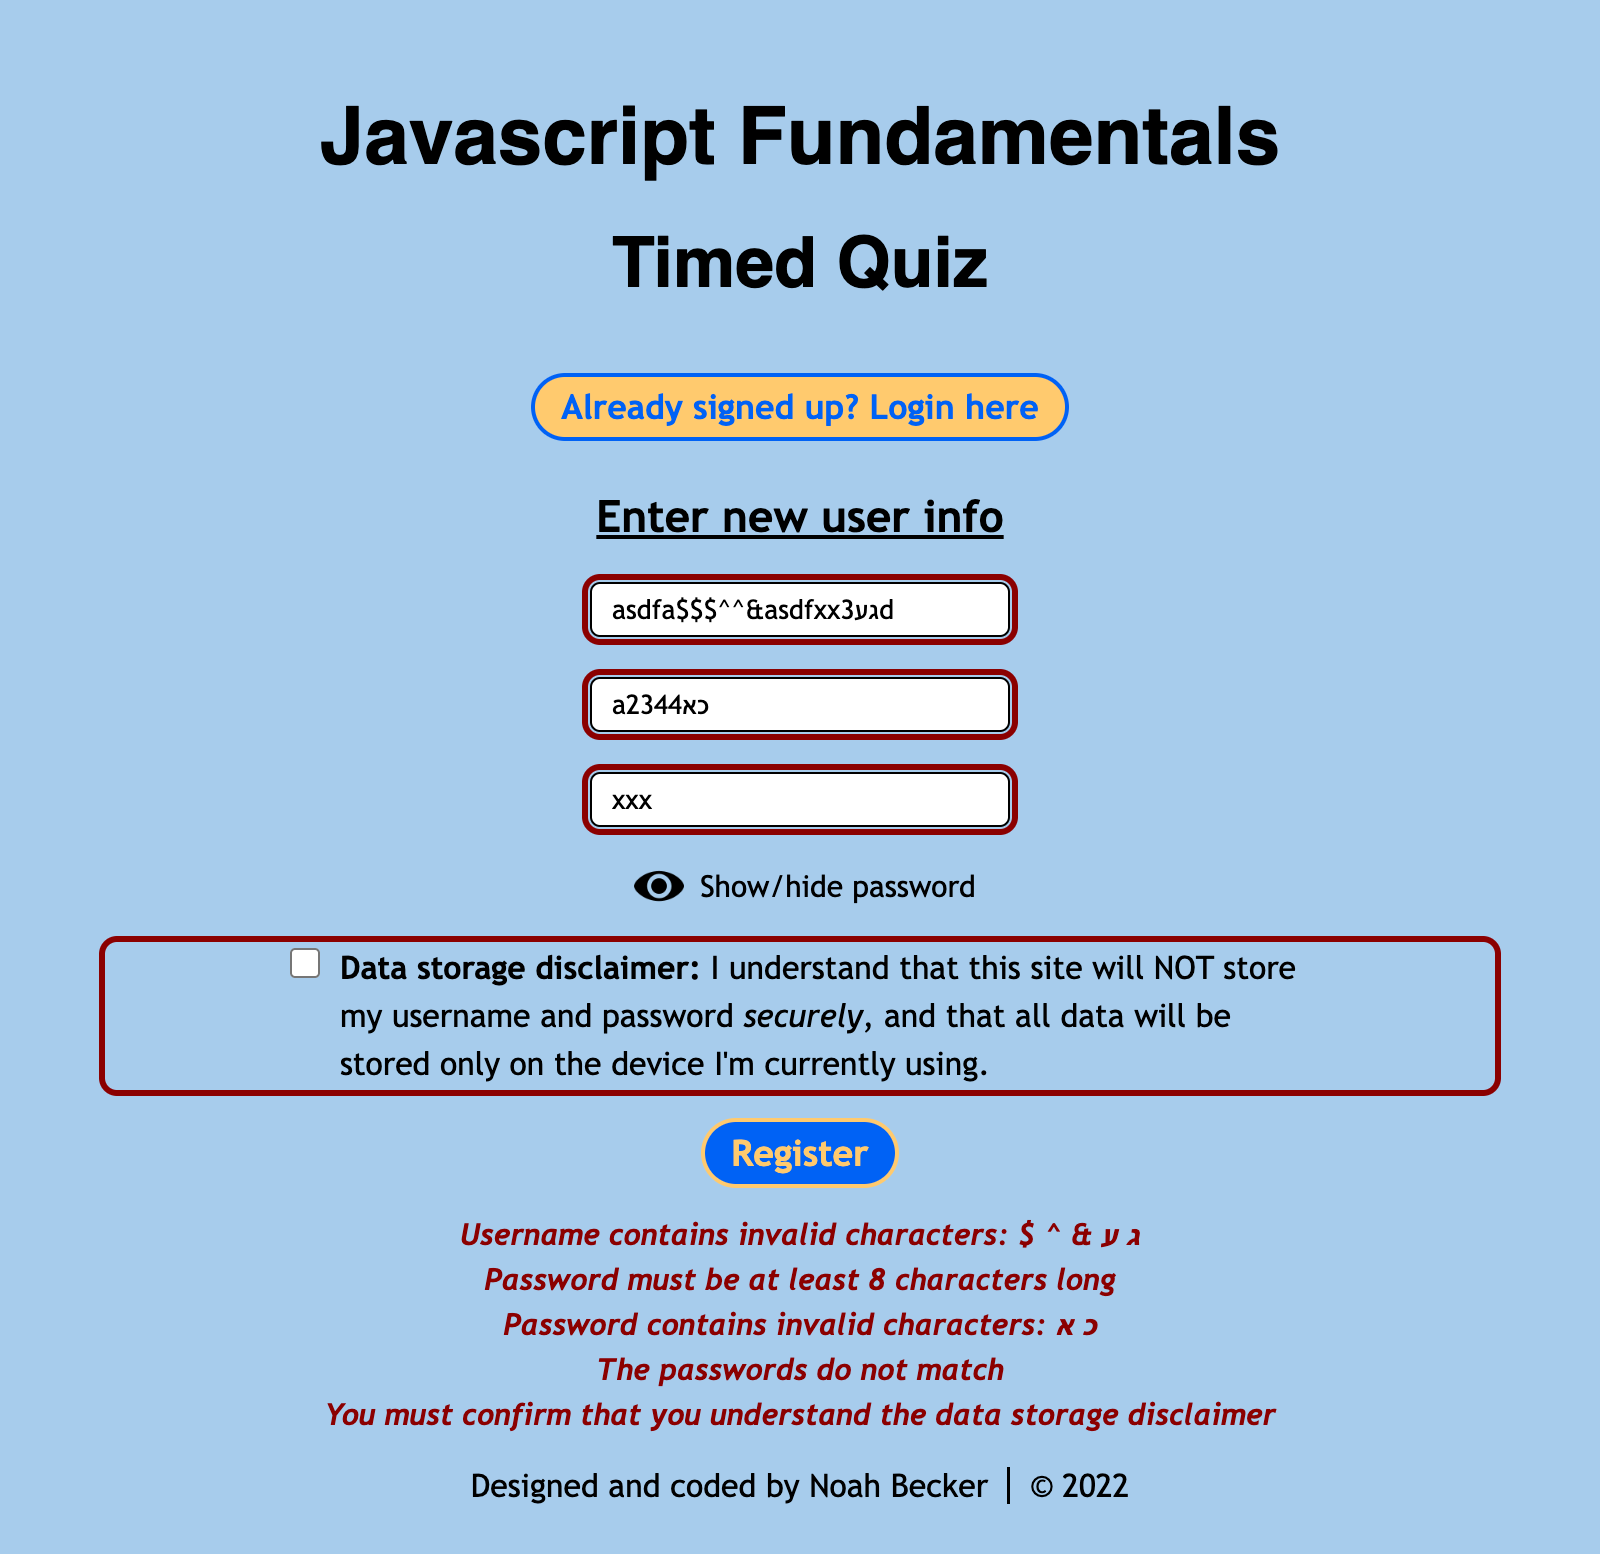 Javascript Fundamentals
Timed Quiz
Already signed up? Login here
Enter new user info
asdfa$$$^^&asdfxx3געd
a2344כא
xxx
Show/hide password
Data storage disclaimer: I understand that this site will NOT store
my username and password securely, and that all data will be
stored only on the device I'm currently using.
Register
Username contains invalid characters: $ ^ & ג ע
Password must be at least 8 characters long
Password contains invalid characters: כ א
The passwords do not match
You must confirm that you understand the data storage disclaimer
Designed and coded by Noah Becker | © 2022